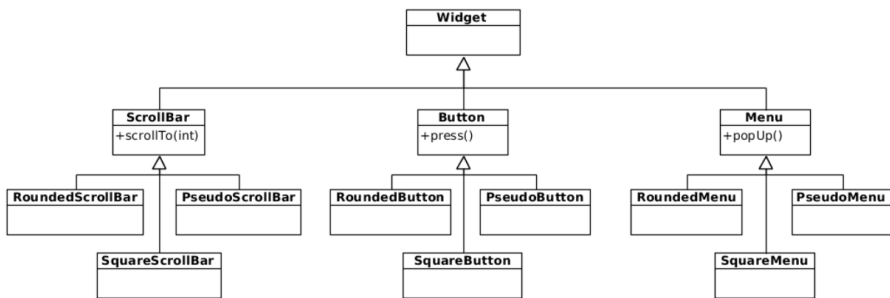 Widget
ScrollBar
+scrollTo(int)
Button
+press()
Menu
+popUp()
RoundedScrollBar
PseudoScrollBar
RoundedButton
PseudoButton
RoundedMenu
PseudoMenu
SquareScrollBar
SquareButton
SquareMenu